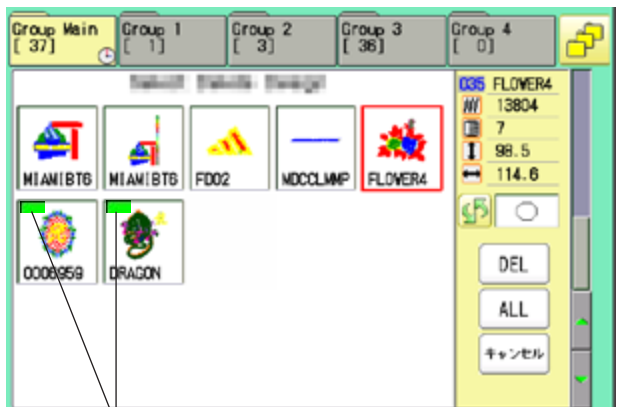 Group Main
[ 37]
Group 1
[ 1]
Group 2
[ 3]
Group 3
[ 36]
Group 4
[ 0]
035 FLOWER4
13804
7
98.5
114.6
MIAMIBT6
MIAMIBT6
FD02
MDCCLMMP
FLOWER4
0006959
DRAGON
DEL
ALL
キャンセル